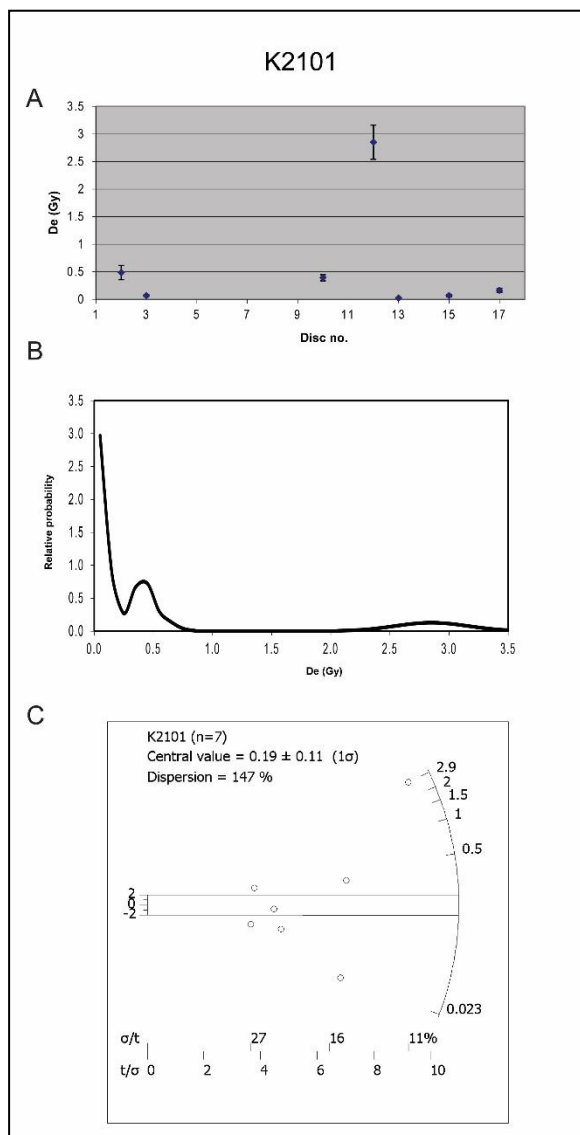 K2101
A
3.5
3
2.5
2
1.5
1
0.5
0
De (Gy)
1 3 5 7 9 11 13 15 17
Disc no.
B
3.5
3.0
2.5
2.0
1.5
1.0
0.5
0.0
Relative probability
0.0 0.5 1.0 1.5 2.0 2.5 3.0 3.5
De (Gy)
C
K2101 (n=7)
Central value = 0.19 ± 0.11 (1σ)
Dispersion = 147 %
2.9
2
1.5
1
0.5
2
0
-2
0.023
σ/t 27 16 11%
t/σ 0 2 4 6 8 10